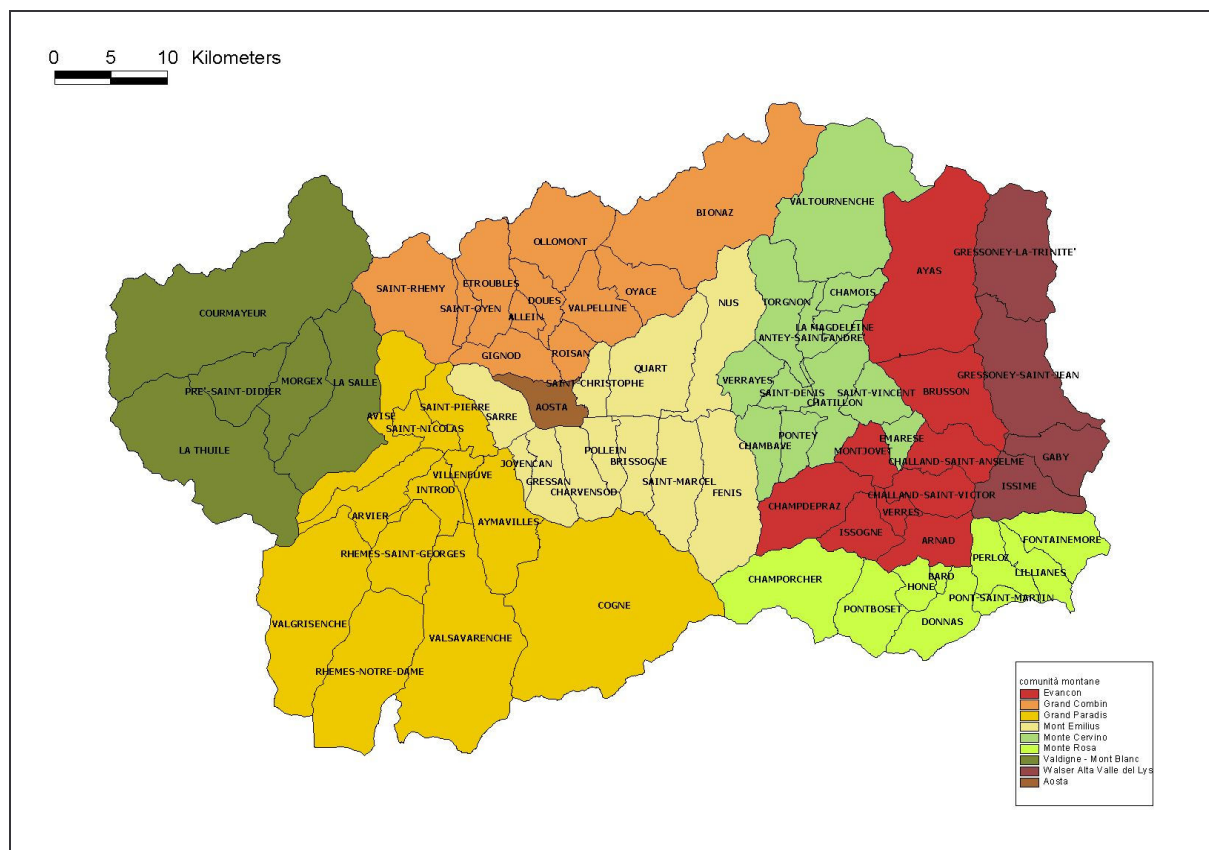 0 5 10 Kilometers
BIONAZ
VALTOURNENCHE
OLLOMONT
GRESSONEY-LA-TRINITE'
AYAS
ETROUBLES
SAINT-RHEMY
OYACE
CHAMOIS
DOUES
NUS
TORGNON
SAINT-OYEN
VALPELLINE
COURMAYEUR
ALLEIN
LA MAGDELEINE
ANTEY-SAINT-ANDRE'
ROISAN
GIGNOD
QUART
GRESSONEY-SAINT-JEAN
MORGEX
LA SALLE
VERRAYES
SAINT-CHRISTOPHE
PRE'-SAINT-DIDIER
BRUSSON
SAINT-DENIS
SAINT-VINCENT
CHATILLON
SAINT-PIERRE
AOSTA
AVISE
SARRE
SAINT-NICOLAS
PONTEY
EMARESE
CHAMBAVE
LA THUILE
POLLEIN
MONTJOVET
GABY
JOVENCAN
BRISSOGNE
CHALLAND-SAINT-ANSELME
VILLENEUVE
GRESSAN
SAINT-MARCEL
ISSIME
INTROD
CHARVENSOD
FENIS
CHALLAND-SAINT-VICTOR
CHAMPDEPRAZ
VERRES
ARVIER
AYMAVILLES
ISSOGNE
ARNAD
FONTAINEMORE
RHEMES-SAINT-GEORGES
PERLOZ
LILLIANES
CHAMPORCHER
BARD
HONE
PONT-SAINT-MARTIN
COGNE
PONTBOSET
DONNAS
VALGRISENCHE
VALSAVARENCHE
RHEMES-NOTRE-DAME
comunità montane
Evancon
Grand Combin
Grand Paradis
Mont Emilius
Monte Cervino
Monte Rosa
Valdigne - Mont Blanc
Walser Alta Valle del Lys
Aosta